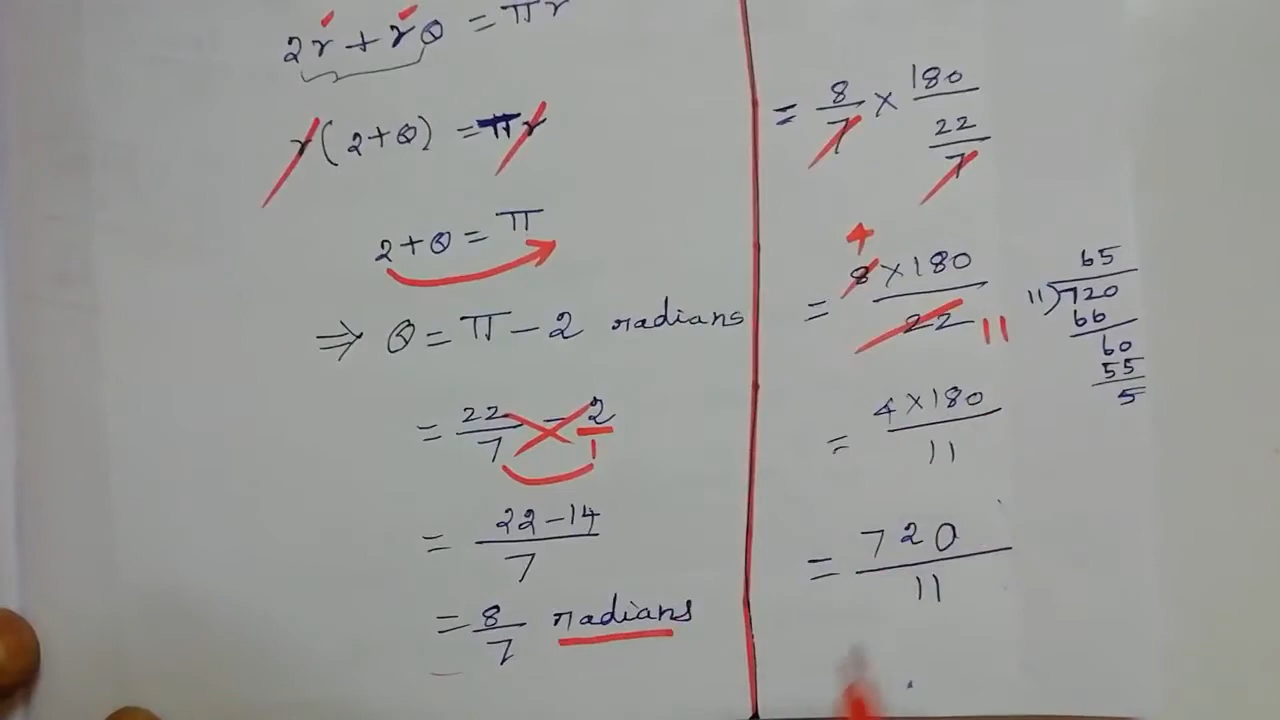 2r + rθ = πr
r(2+θ) = πr
2+θ = π
⇒ θ = π − 2 radians
= 22/7 − 2/1
= 22−14/7
= 8/7 radians
= 8/7 × 180/22/7
4
= 8×180/22 11
= 4×180/11
= 720/11
65
11)720
66
60
55
5